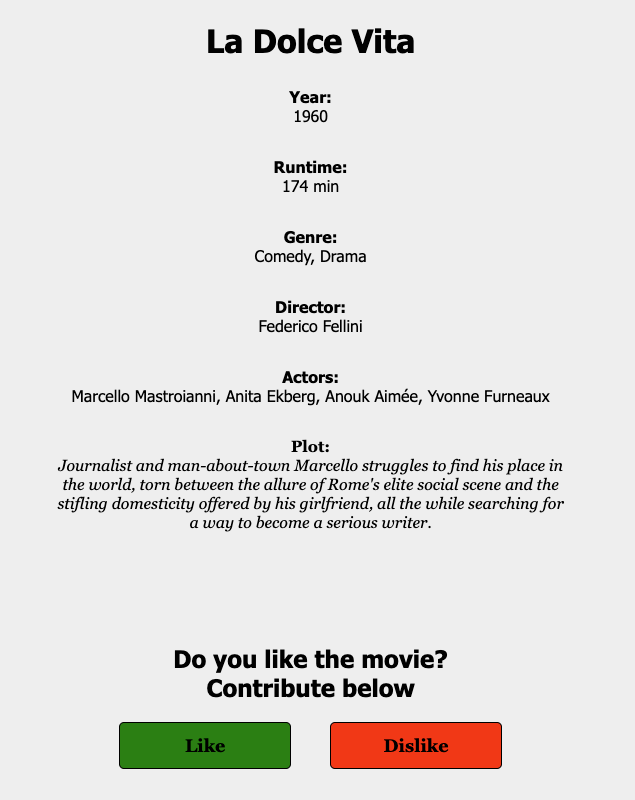 La Dolce Vita
Year:
1960
Runtime:
174 min
Genre:
Comedy, Drama
Director:
Federico Fellini
Actors:
Marcello Mastroianni, Anita Ekberg, Anouk Aimée, Yvonne Furneaux
Plot:
Journalist and man-about-town Marcello struggles to find his place in
the world, torn between the allure of Rome's elite social scene and the
stifling domesticity offered by his girlfriend, all the while searching for
a way to become a serious writer.
Do you like the movie?
Contribute below
Like
Dislike